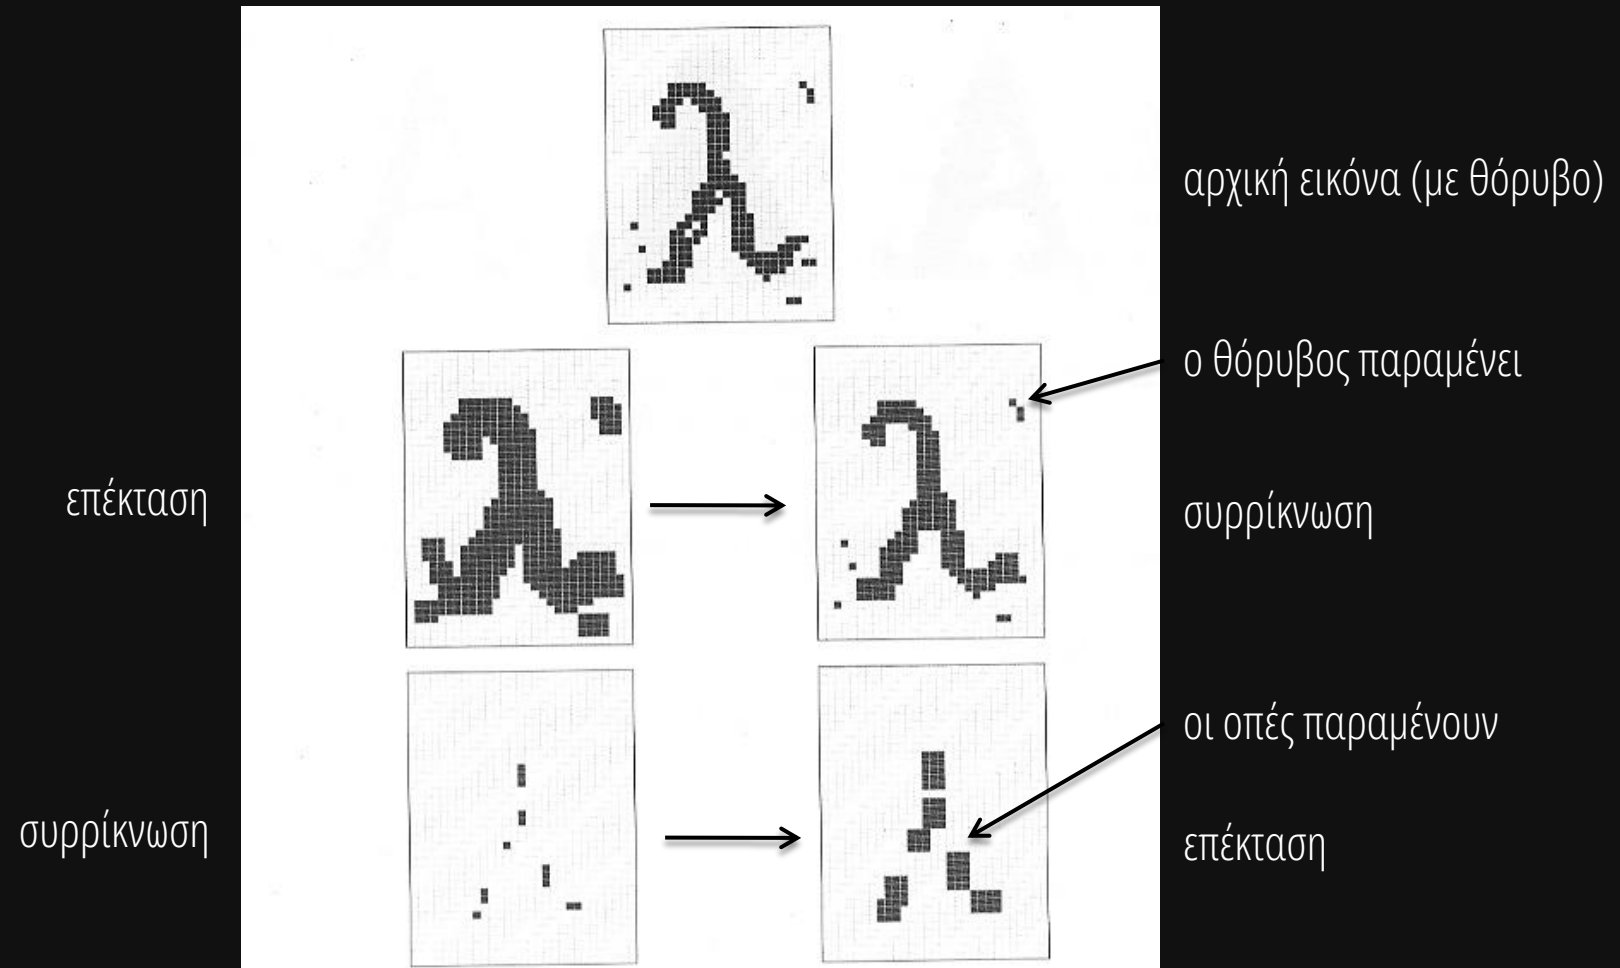 αρχική εικόνα (με θόρυβο)
ο θόρυβος παραμένει
επέκταση
συρρίκνωση
οι οπές παραμένουν
συρρίκνωση
επέκταση